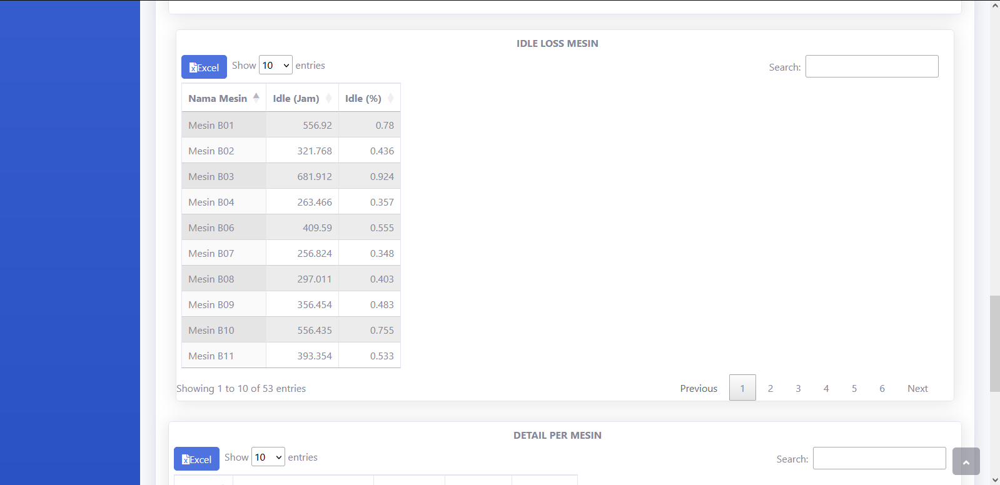 IDLE LOSS MESIN
Excel Show 10 entries Search:
Nama Mesin Idle (Jam) Idle (%)
Mesin B01 556.92 0.78
Mesin B02 321.768 0.436
Mesin B03 681.912 0.924
Mesin B04 263.466 0.357
Mesin B06 409.59 0.555
Mesin B07 256.824 0.348
Mesin B08 297.011 0.403
Mesin B09 356.454 0.483
Mesin B10 556.435 0.755
Mesin B11 393.354 0.533
Showing 1 to 10 of 53 entries Previous 1 2 3 4 5 6 Next
DETAIL PER MESIN
Excel Show 10 entries Search: